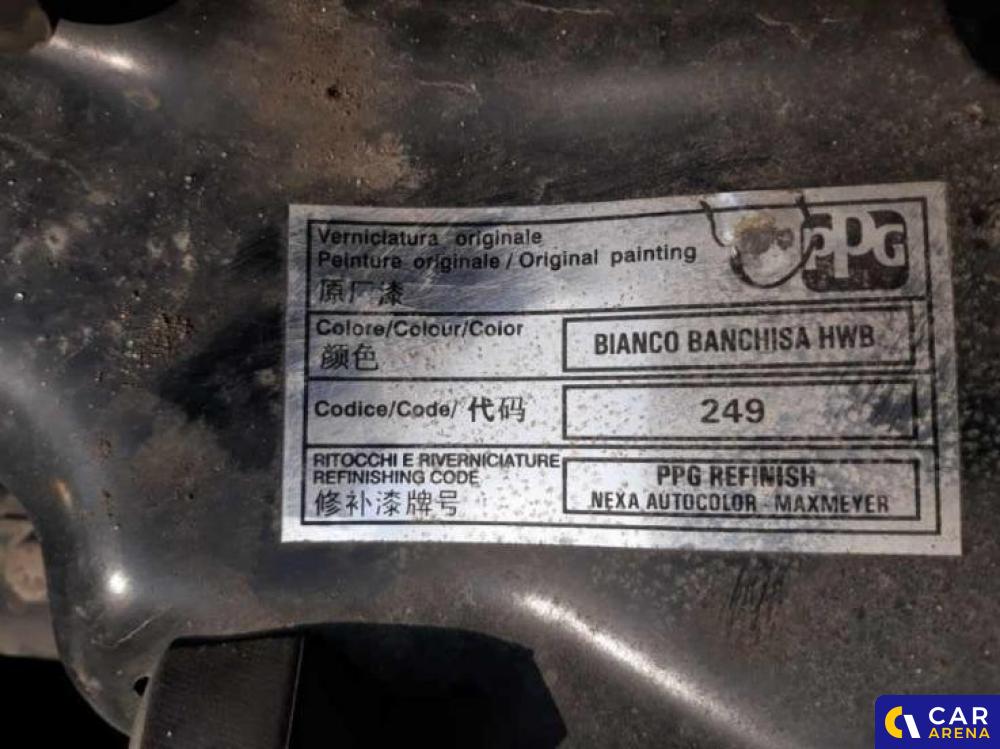 Verniciatura originale
Peinture originale / Original painting
原厂漆
PPG
Colore/Colour/Color
颜色
BIANCO BANCHISA HWB
Codice/Code/ 代码
249
RITOCCHI E RIVERNICIATURE
REFINISHING CODE
修补漆牌号
PPG REFINISH
NEXA AUTOCOLOR - MAXMEYER
CAR
ARENA